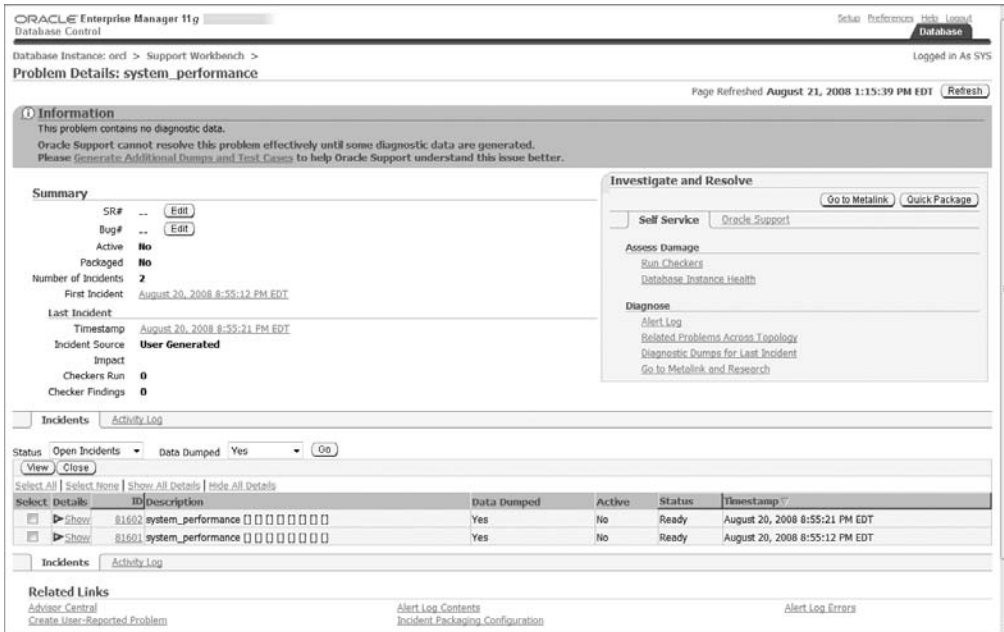 ORACLE Enterprise Manager 11g
Database Control
Setup Preferences Help Logout
Database
Database Instance: orcl > Support Workbench >
Logged in As SYS
Problem Details: system_performance
Page Refreshed August 21, 2008 1:15:39 PM EDT Refresh
Information
This problem contains no diagnostic data.
Oracle Support cannot resolve this problem effectively until some diagnostic data are generated.
Please Generate Additional Dumps and Test Cases to help Oracle Support understand this issue better.
Summary
SR# -- Edit
Bug# -- Edit
Active No
Packaged No
Number of Incidents 2
First Incident August 20, 2008 8:55:12 PM EDT
Last Incident
Timestamp August 20, 2008 8:55:21 PM EDT
Incident Source User Generated
Impact
Checkers Run 0
Checker Findings 0
Investigate and Resolve
Go to Metalink Quick Package
Self Service Oracle Support
Assess Damage
Run Checkers
Database Instance Health
Diagnose
Alert Log
Related Problems Across Topology
Diagnostic Dumps for Last Incident
Go to Metalink and Research
Incidents Activity Log
Status Open Incidents Data Dumped Yes Go
View Close
Select All | Select None | Show All Details | Hide All Details
Select Details ID Description Data Dumped Active Status Timestamp
Show 81602 system_performance [] [] [] [] [] [] [] [] Yes No Ready August 20, 2008 8:55:21 PM EDT
Show 81601 system_performance [] [] [] [] [] [] [] [] Yes No Ready August 20, 2008 8:55:12 PM EDT
Incidents Activity Log
Related Links
Advisor Central Alert Log Contents Alert Log Errors
Create User-Reported Problem Incident Packaging Configuration